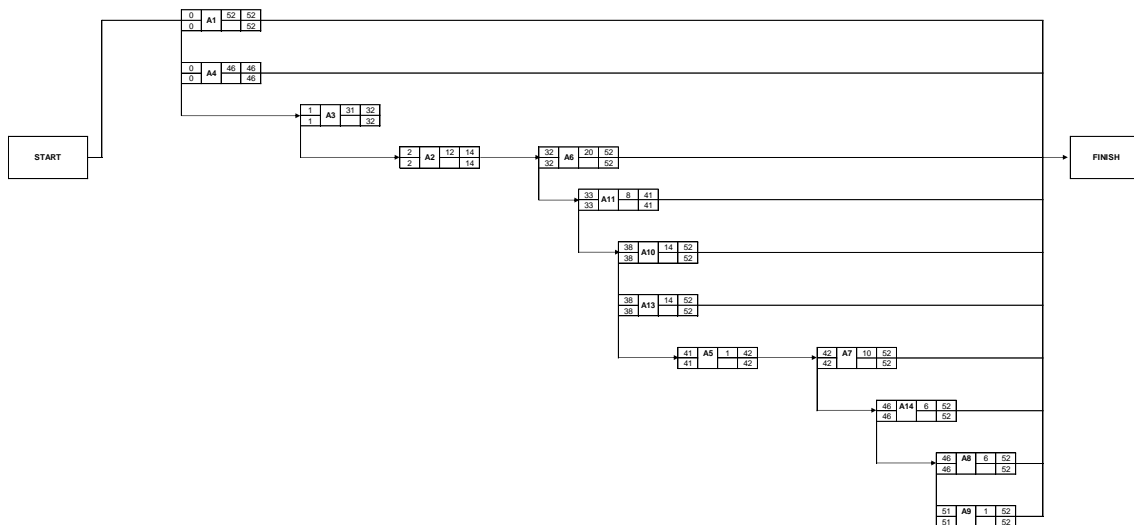 0 A1 52 52
0 52
0 A4 46 46
0 46
1 A3 31 32
1 32
START
2 A2 12 14
2 14
32 A6 20 52
32 52
FINISH
33 A11 8 41
33 41
38 A10 14 52
38 52
38 A13 14 52
38 52
41 A5 1 42
41 42
42 A7 10 52
42 52
46 A14 6 52
46 52
46 A8 6 52
46 52
51 A9 1 52
51 52